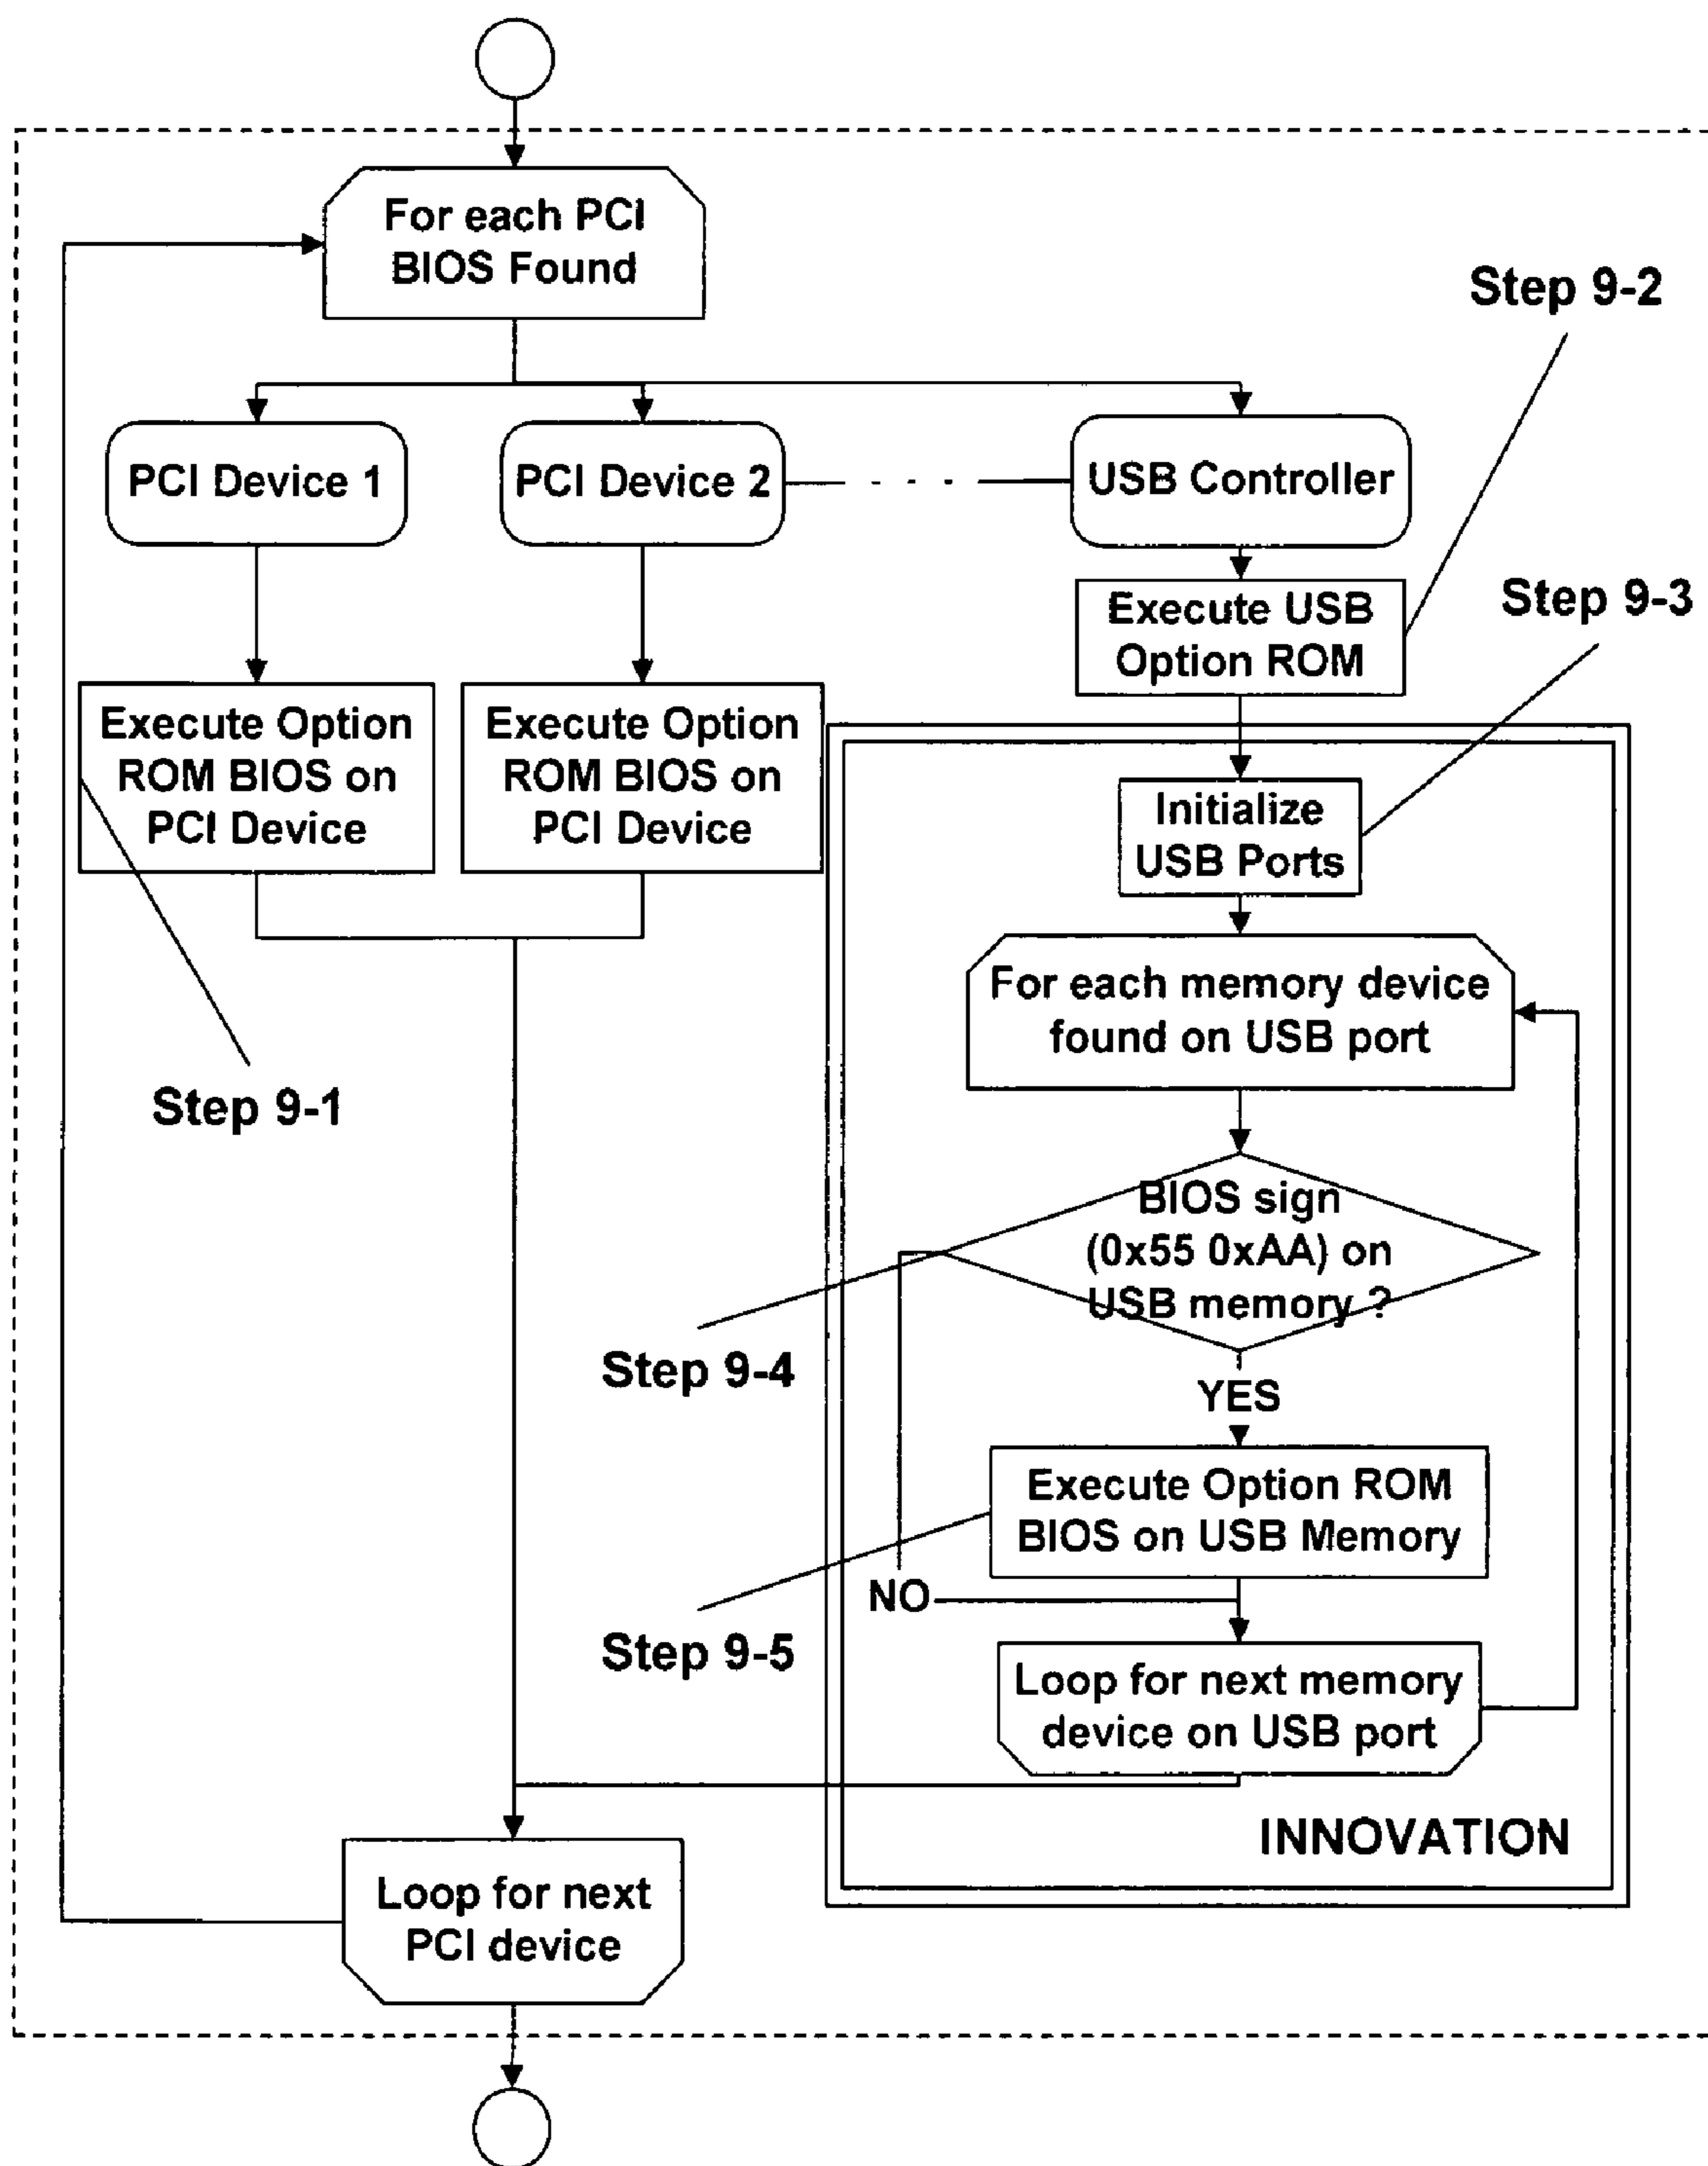 For each PCI
BIOS Found
Step 9-2
PCI Device 1
PCI Device 2
USB Controller
Execute USB
Option ROM
Step 9-3
Execute Option
ROM BIOS on
PCI Device
Execute Option
ROM BIOS on
PCI Device
Initialize
USB Ports
For each memory device
found on USB port
Step 9-1
BIOS sign
(0x55 0xAA) on
USB memory ?
Step 9-4
YES
Execute Option ROM
BIOS on USB Memory
NO
Step 9-5
Loop for next memory
device on USB port
INNOVATION
Loop for next
PCI device